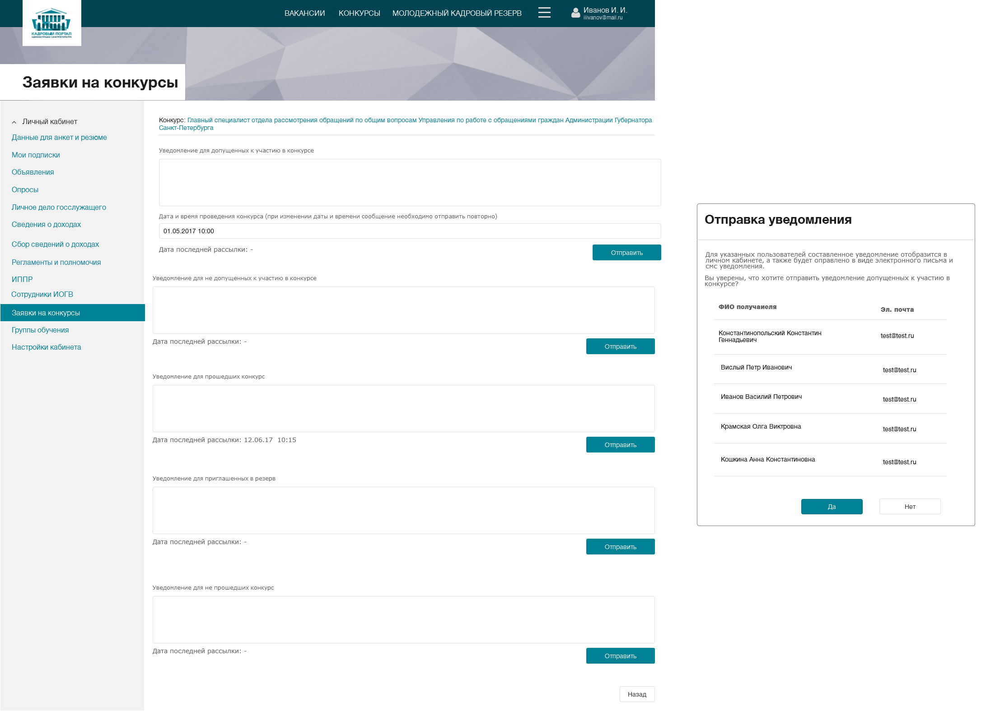 КАДРОВЫЙ ПОРТАЛ
АДМИНИСТРАЦИИ САНКТ-ПЕТЕРБУРГА
ВАКАНСИИ
КОНКУРСЫ
МОЛОДЕЖНЫЙ КАДРОВЫЙ РЕЗЕРВ
Иванов И. И.
iiivanov@mail.ru
Заявки на конкурсы
Личный кабинет
Данные для анкет и резюме
Мои подписки
Объявления
Опросы
Личное дело госслужащего
Сведения о доходах
Сбор сведений о доходах
Регламенты и полномочия
ИППР
Сотрудники ИОГВ
Заявки на конкурсы
Группы обучения
Настройки кабинета
Конкурс: Главный специалист отдела рассмотрения обращений по общим вопросам Управления по работе с обращениями граждан Администрации Губернатора
Санкт-Петербурга
Уведомление для допущенных к участию в конкурсе
Дата и время проведения конкурса (при изменении даты и времени сообщение необходимо отправить повторно)
01.05.2017 10:00
Дата последней рассылки: -
Отправить
Уведомление для не допущенных к участию в конкурсе
Дата последней рассылки: -
Отправить
Уведомление для прошедших конкурс
Дата последней рассылки: 12.06.17 10:15
Отправить
Уведомление для приглашенных в резерв
Дата последней рассылки: -
Отправить
Уведомление для не прошедших конкурс
Дата последней рассылки: -
Отправить
Назад
Отправка уведомления
Для указанных пользователей составленное уведомление отобразится в
личном кабинете, а также будет оправлено в виде электронного письма и
смс уведомления.
Вы уверены, что хотите отправить уведомление допущенных к участию в
конкурсе?
ФИО получаиеля
Эл. почта
Константинопольский Константин
Геннадьевич
test@test.ru
Вислый Петр Иванович
test@test.ru
Иванов Василий Петрович
test@test.ru
Крамская Олга Виктровна
test@test.ru
Кошкина Анна Константиновна
test@test.ru
Да
Нет